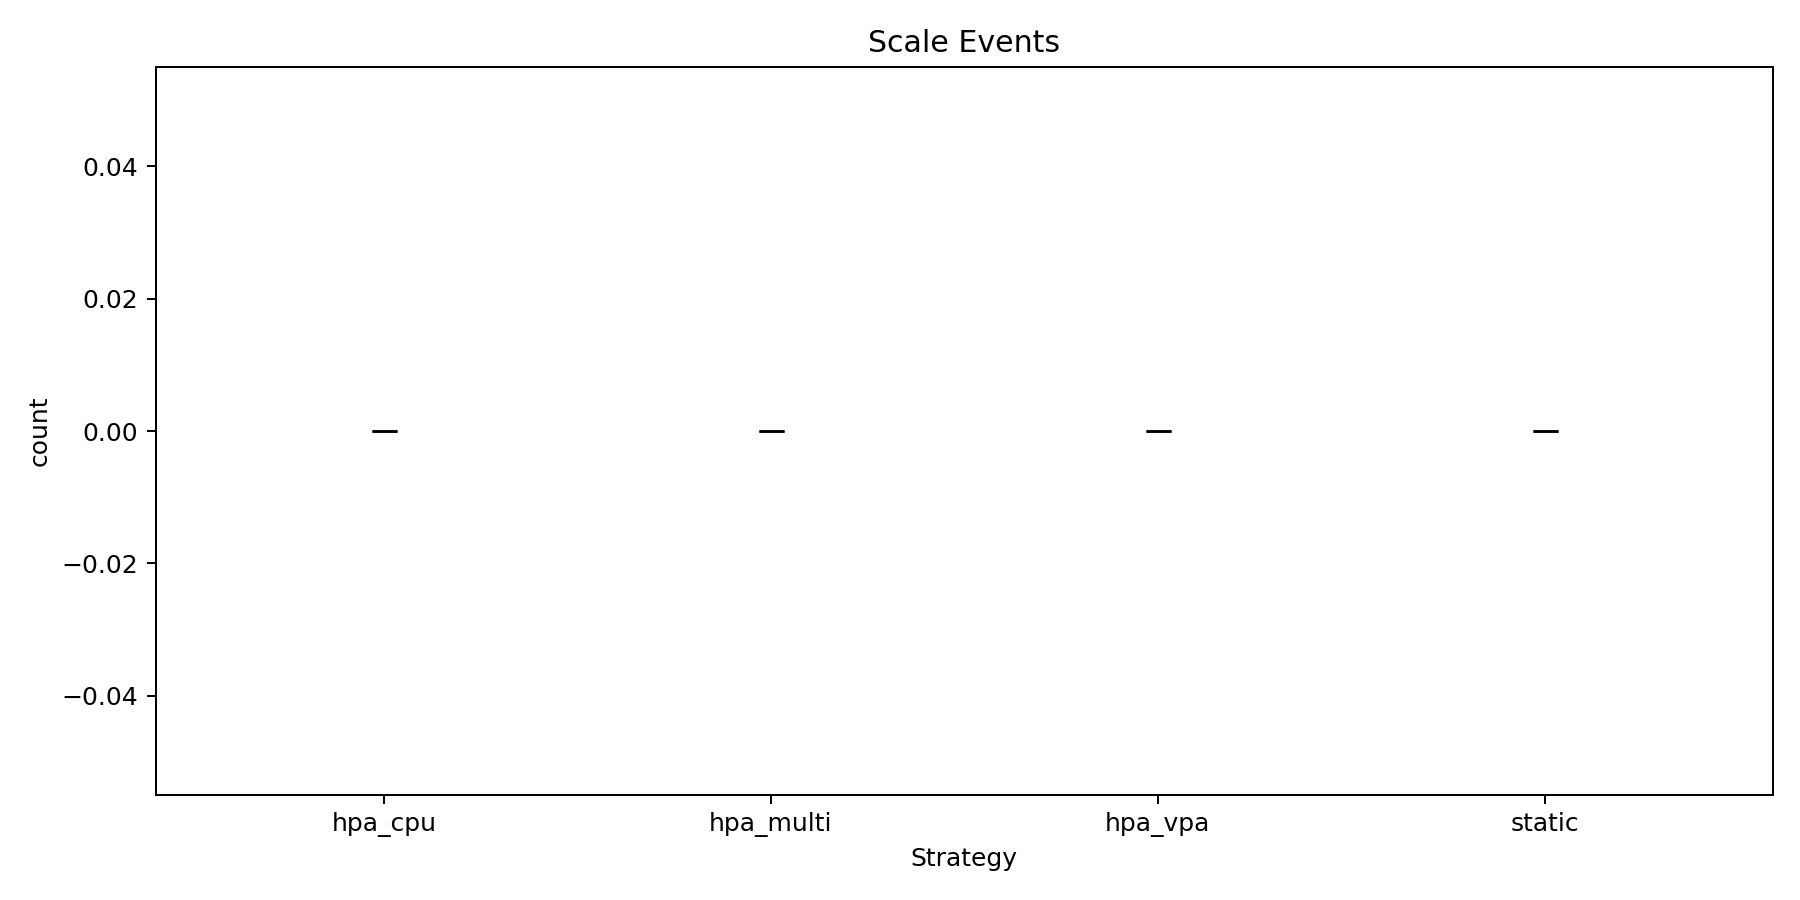 Scale Events
0.04
0.02
0.00
−0.02
−0.04
count
hpa_cpu hpa_multi hpa_vpa static
Strategy